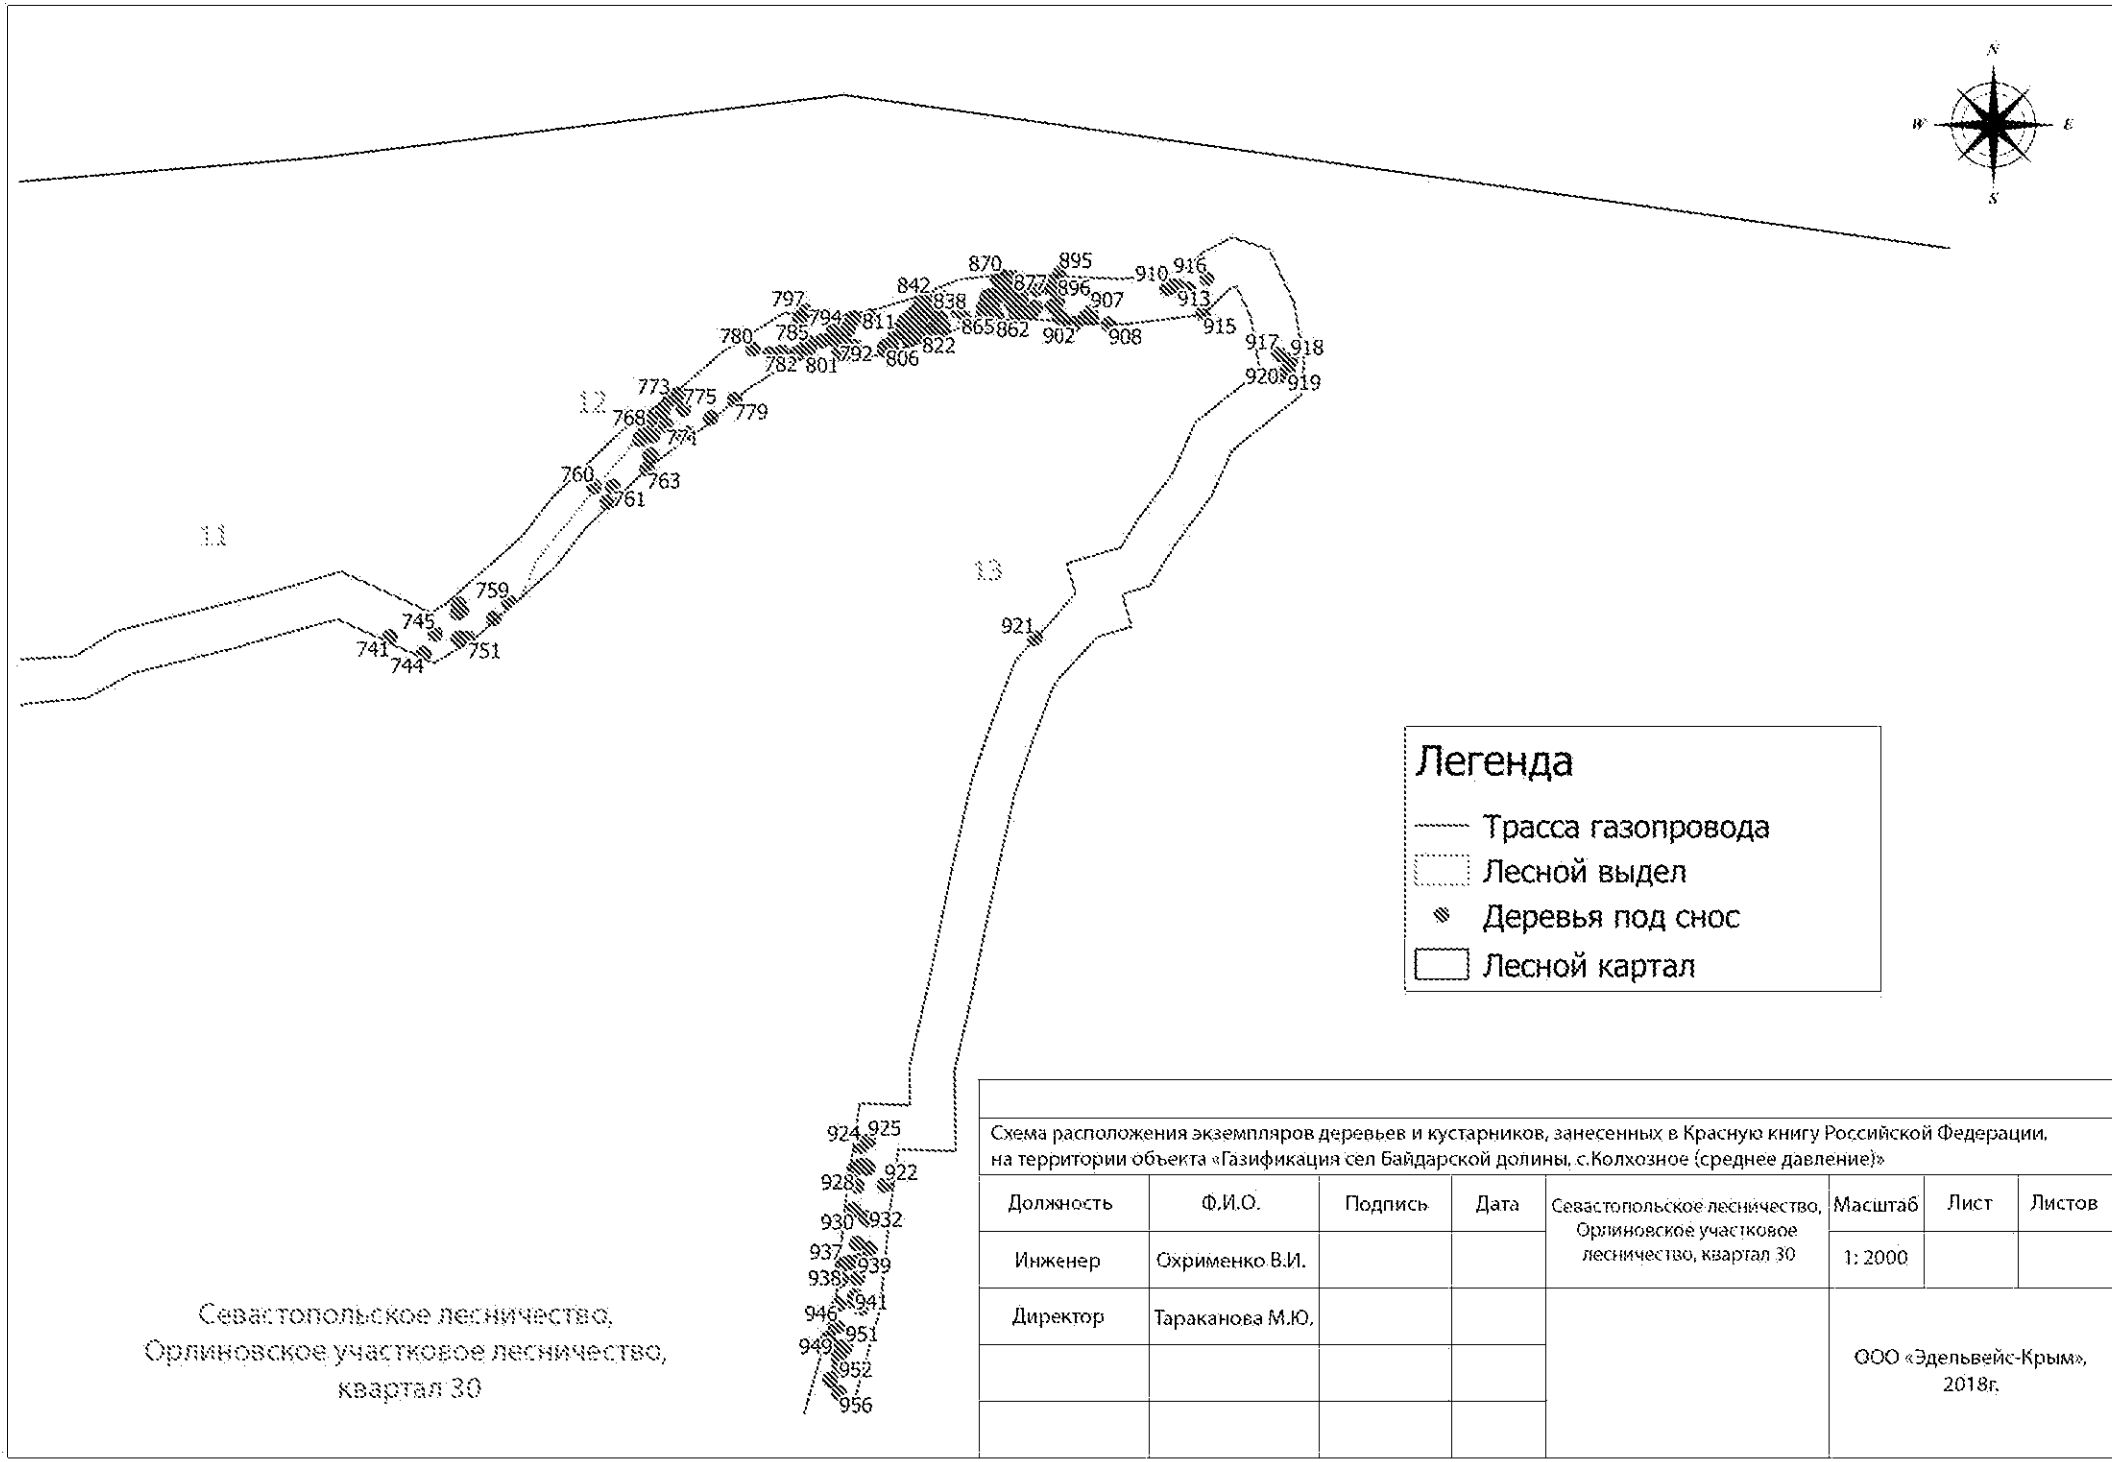 N
W E
S
895
870 910 916
842 877 896
797 838 913
794 811 907
780 785 865 862 915
782 801 792 806 822 902 908
917 918
920 919
773 775
12 779
768
771
760 763
761
11
13
759
745
741 751
744
921
Легенда
Трасса газопровода
Лесной выдел
Деревья под снос
Лесной картал
924 925
928 922
930 932
937 939
938
941
946 951
949
952
956
Севастопольское лесничество,
Орлиновское участковое лесничество,
квартал 30
Схема расположения экземпляров деревьев и кустарников, занесенных в Красную книгу Российской Федерации,
на территории объекта «Газификация сел Байдарской долины, с.Колхозное (среднее давление)»
Должность Ф.И.О. Подпись Дата Севастопольское лесничество, Масштаб Лист Листов
Орлиновское участковое
лесничество, квартал 30
Инженер Охрименко В.И. 1: 2000
Директор Тараканова М.Ю.
ООО «Эдельвейс-Крым»,
2018г.